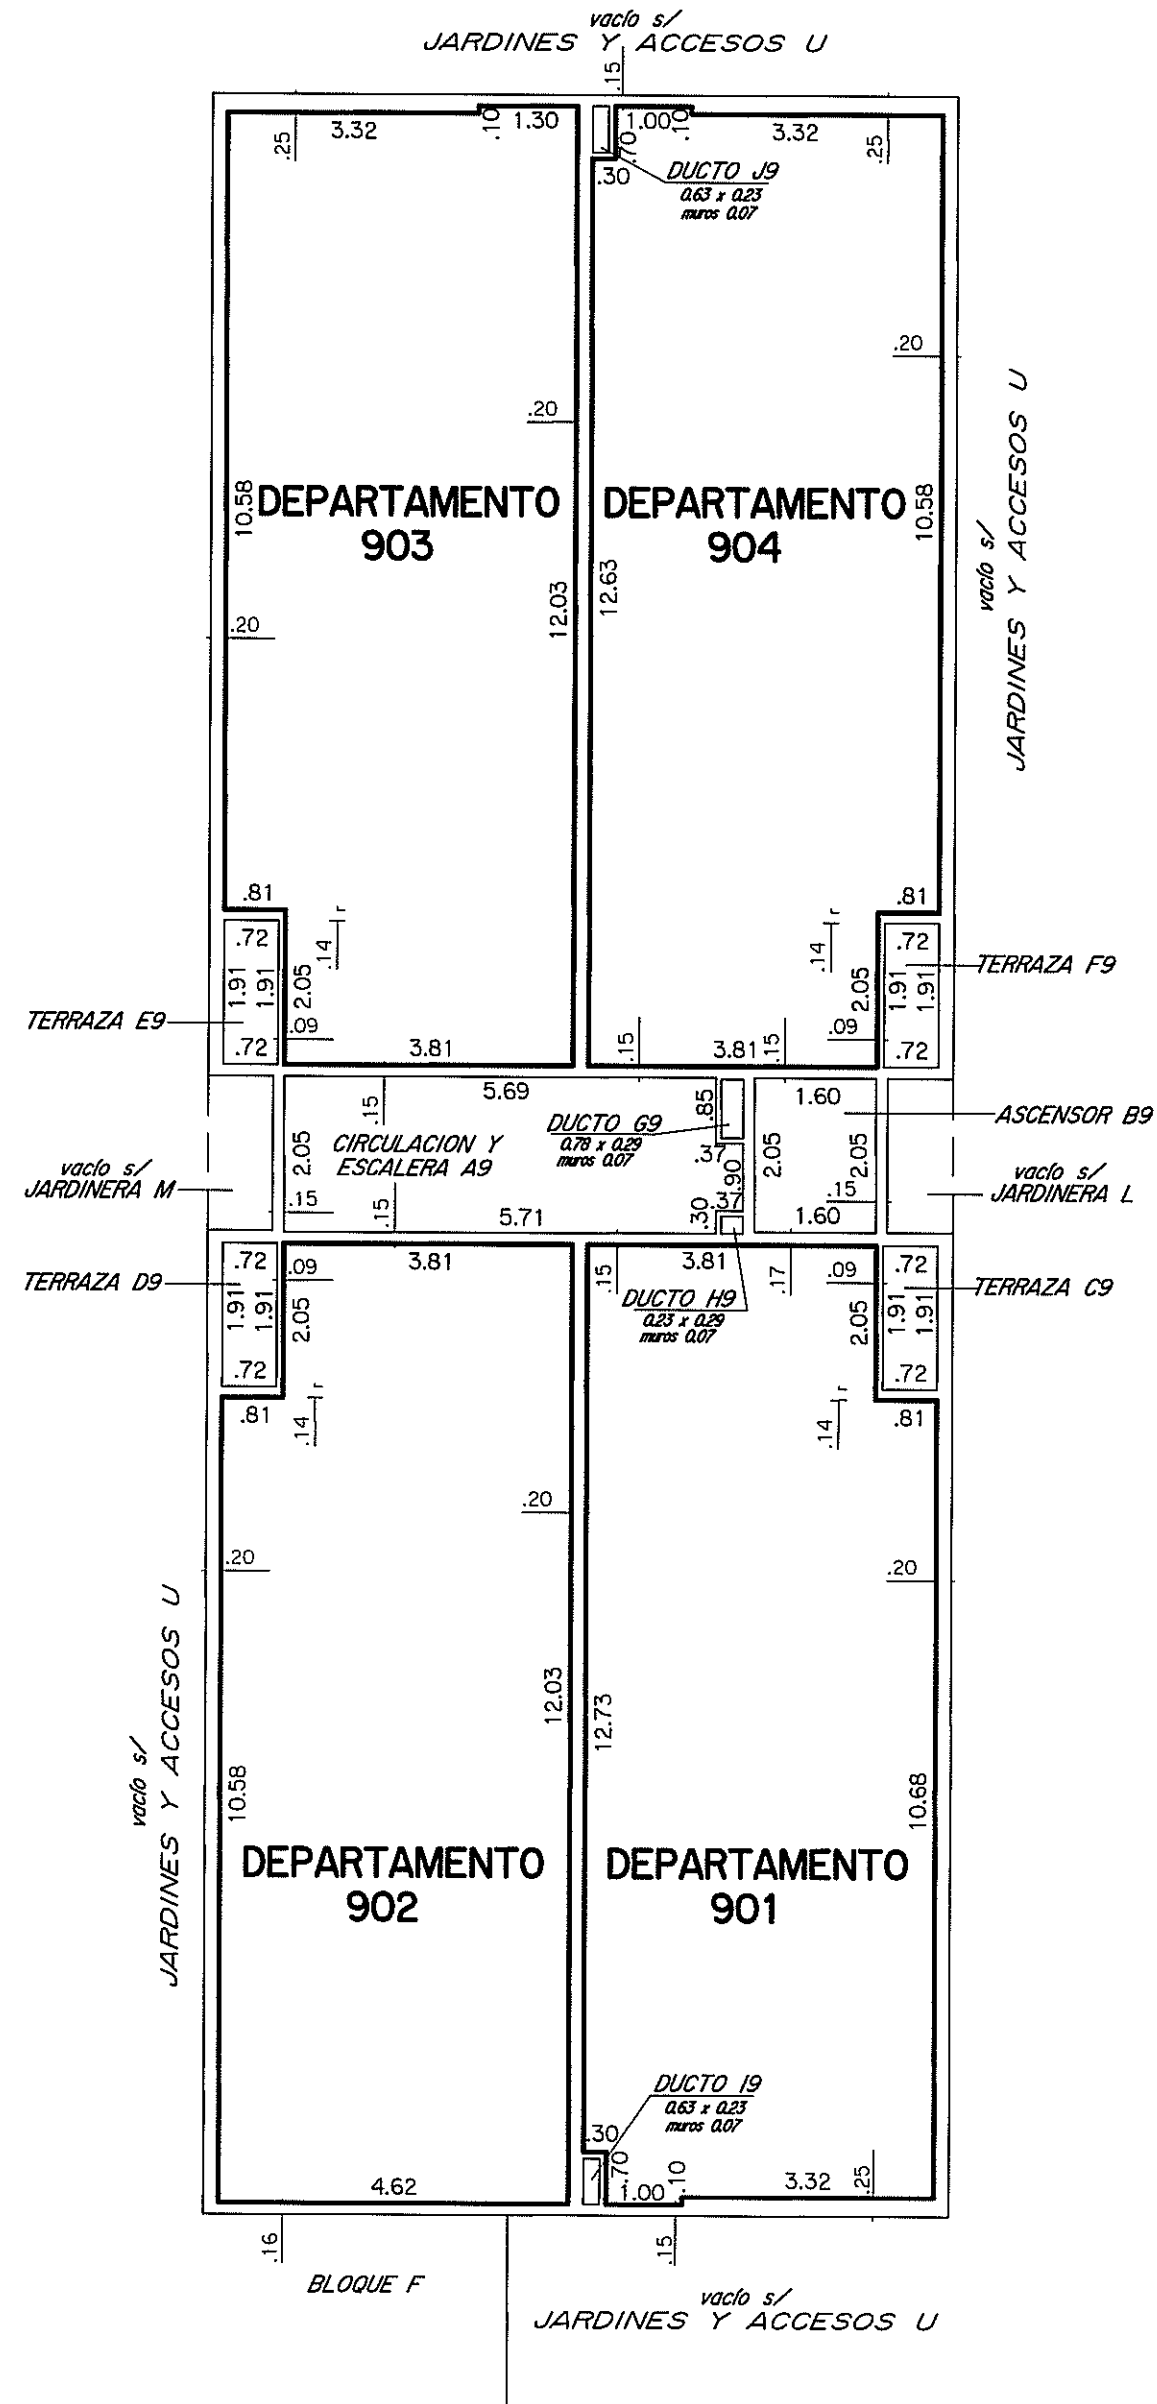 vacío s/
JARDINES Y ACCESOS U
.15
.25
3.32
.10
1.30
1.00
.10
3.32
.25
.70
.30
DUCTO J9
0.63 x 0.23
muros 0.07
.20
.20
vacío s/
JARDINES Y ACCESOS U
10.58
DEPARTAMENTO
903
DEPARTAMENTO
904
10.58
12.03
12.63
.20
.81
.81
.72
.14
r
.14
r
.72
1.91
1.91
2.05
2.05
1.91
1.91
TERRAZA F9
TERRAZA E9
.72
.09
3.81
.15
3.81
.15
.09
.72
5.69
1.60
.15
.85
ASCENSOR B9
DUCTO G9
0.78 x 0.29
muros 0.07
CIRCULACION Y
ESCALERA A9
2.05
.37
.90
2.05
2.05
vacío s/
JARDINERA M
vacío s/
JARDINERA L
.15
.15
5.71
.30
.37
1.60
.15
TERRAZA D9
.72
.09
3.81
.15
3.81
.17
.09
.72
TERRAZA C9
DUCTO H9
0.23 x 0.29
muros 0.07
1.91
1.91
2.05
2.05
1.91
1.91
.72
.72
.81
.14
r
.14
r
.81
.20
.20
.20
vacío s/
JARDINES Y ACCESOS U
12.03
12.73
10.58
10.68
DEPARTAMENTO
902
DEPARTAMENTO
901
DUCTO I9
0.63 x 0.23
muros 0.07
.30
.70
4.62
1.00
.10
3.32
.25
.16
.15
BLOQUE F
vacío s/
JARDINES Y ACCESOS U